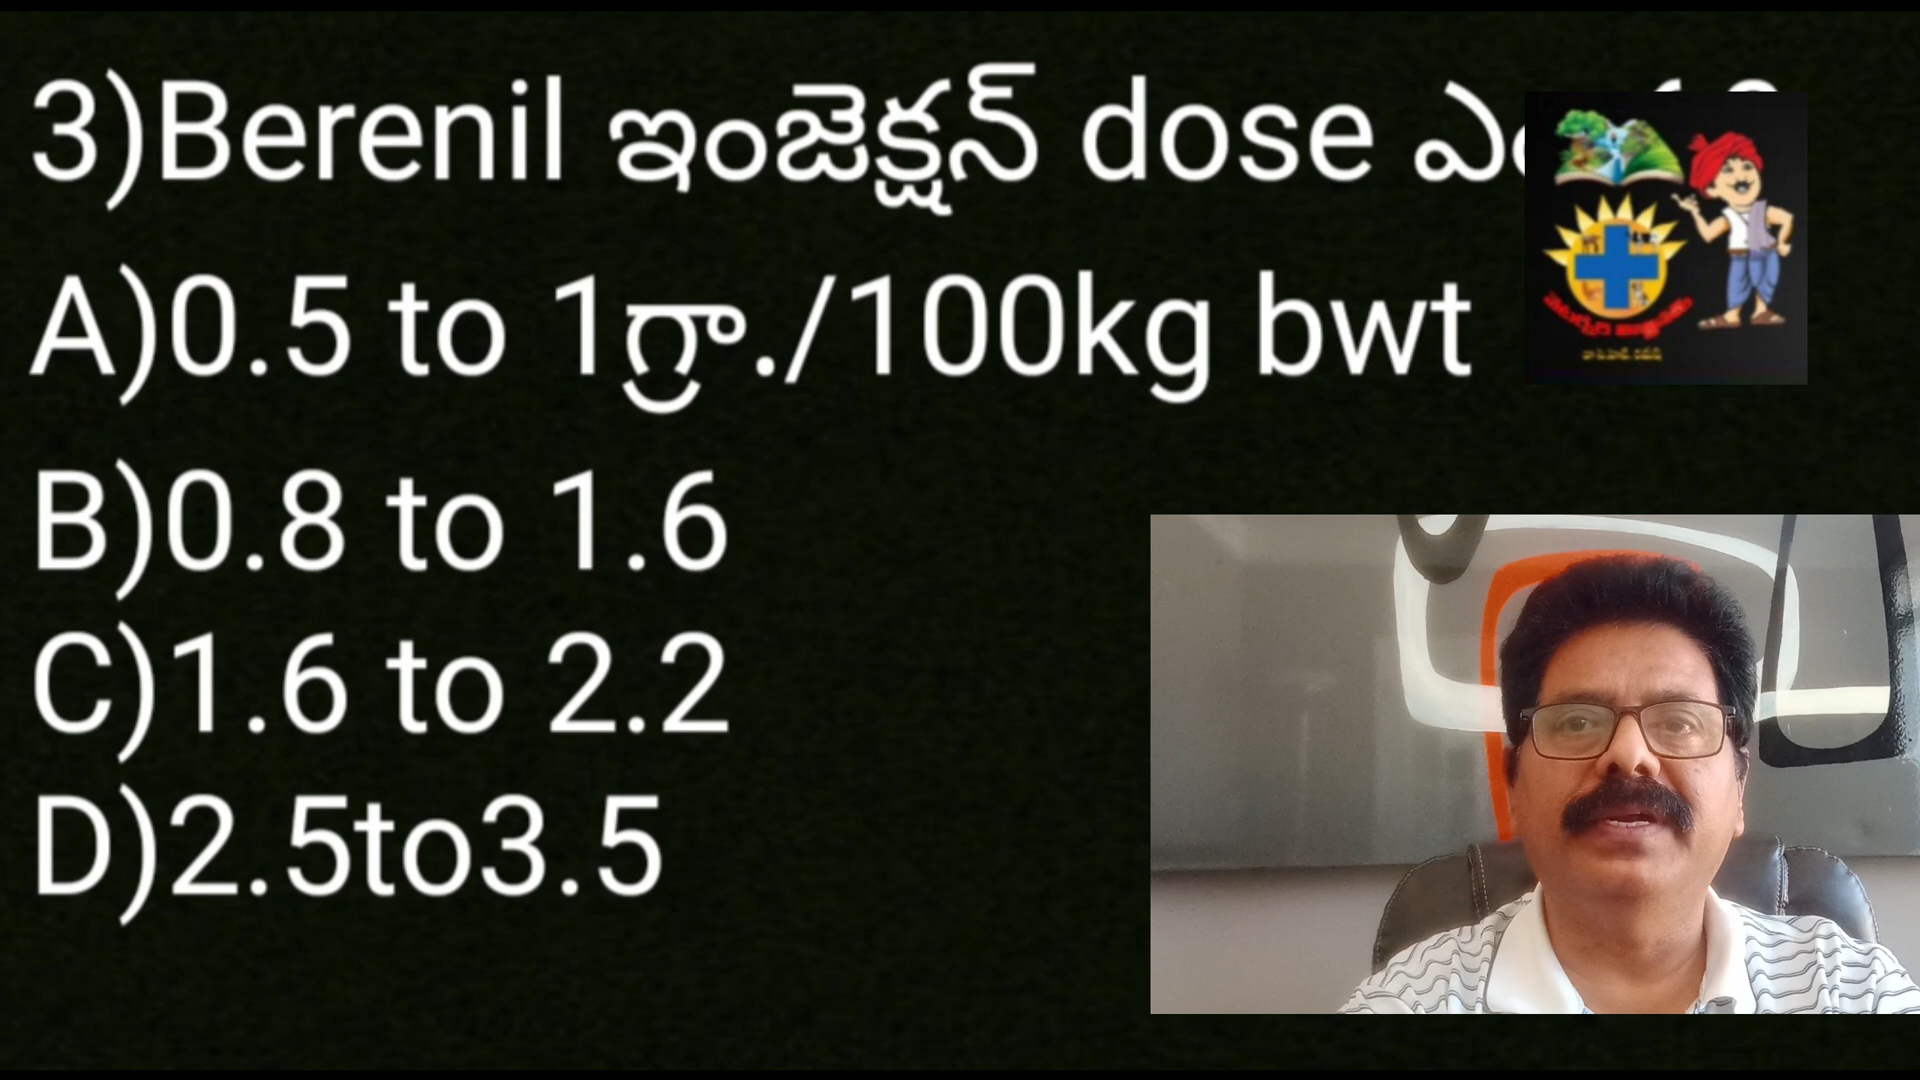 3)Berenil ఇంజెక్షన్ dose
A)0.5 to 1గ్రా./100kg bwt
B)0.8 to 1.6
C)1.6 to 2.2
D)2.5to3.5